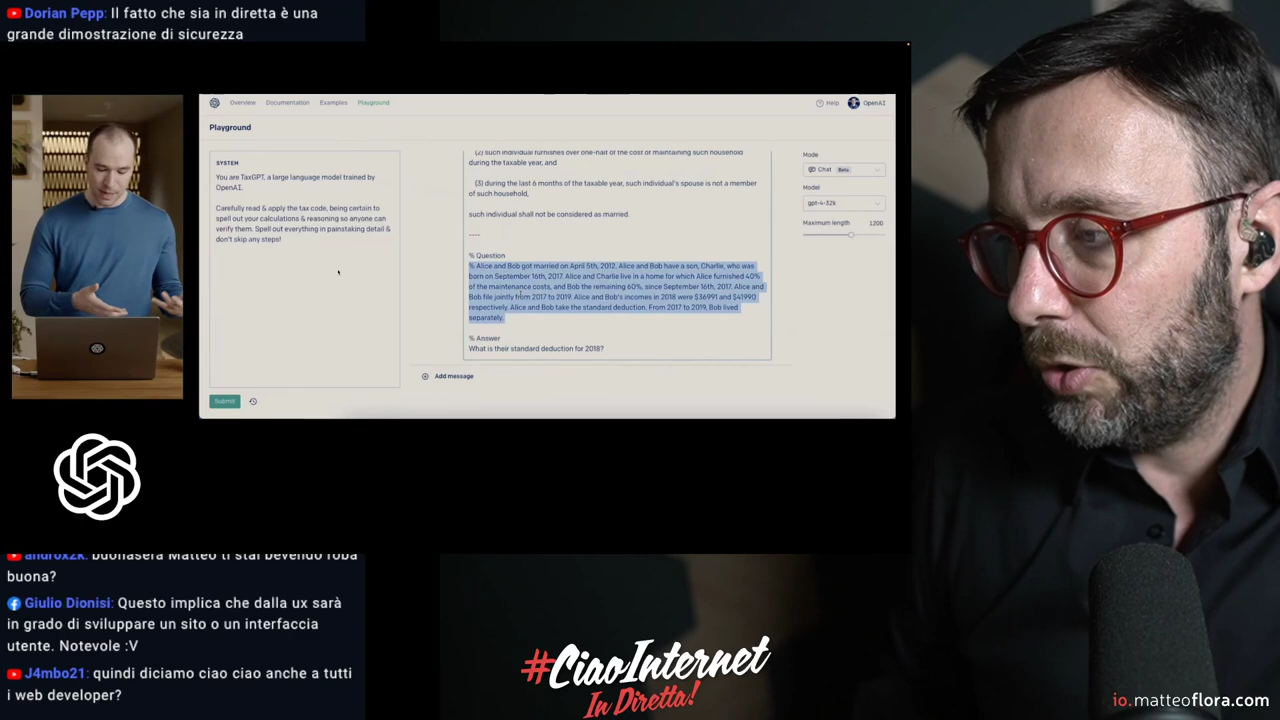 Dorian Pepp: Il fatto che sia in diretta è una
grande dimostrazione di sicurezza
Overview Documentation Examples Playground
Help OpenAI
Playground
SYSTEM
You are TaxGPT, a large language model trained by
OpenAI.
Carefully read & apply the tax code, being certain to
spell out your calculations & reasoning so anyone can
verify them. Spell out everything in painstaking detail &
don't skip any steps!
Submit
(2) such individual furnishes over one-half of the cost of maintaining such household
during the taxable year, and
(3) during the last 6 months of the taxable year, such individual's spouse is not a member
of such household,
such individual shall not be considered as married.
----
% Question
% Alice and Bob got married on April 5th, 2012. Alice and Bob have a son, Charlie, who was
born on September 16th, 2017. Alice and Charlie live in a home for which Alice furnished 40%
of the maintenance costs, and Bob the remaining 60%, since September 16th, 2017. Alice and
Bob file jointly from 2017 to 2019. Alice and Bob's incomes in 2018 were $36991 and $41990
respectively. Alice and Bob take the standard deduction. From 2017 to 2019, Bob lived
separately.
% Answer
What is their standard deduction for 2018?
Add message
Mode
Chat Beta
Model
gpt-4-32k
Maximum length 1200
androx2k: buonasera Matteo ti stai bevendo roba
buona?
Giulio Dionisi: Questo implica che dalla ux sarà
in grado di sviluppare un sito o un interfaccia
utente. Notevole :V
J4mbo21: quindi diciamo ciao ciao anche a tutti
i web developer?
#CiaoInternet
In Diretta!
io.matteoflora.com